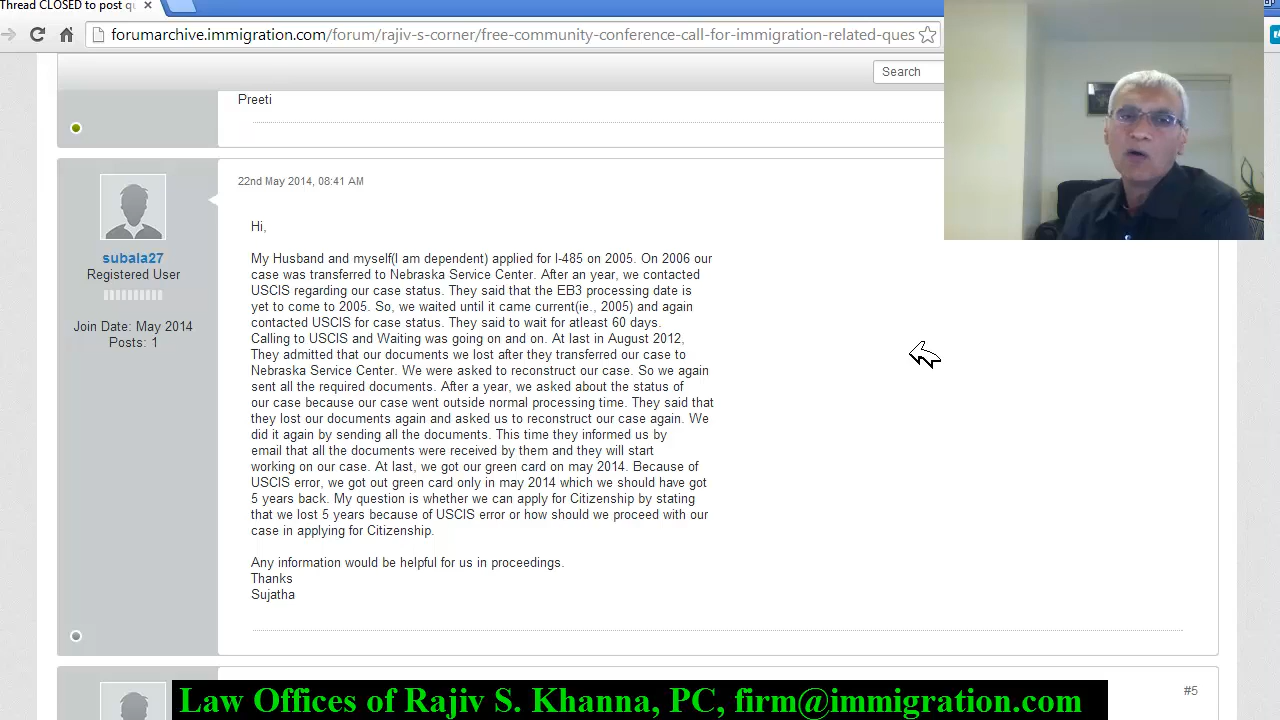 Thread CLOSED to post qu
forumarchive.immigration.com/forum/rajiv-s-corner/free-community-conference-call-for-immigration-related-ques
Search
Preeti
22nd May 2014, 08:41 AM
subala27
Registered User
Join Date: May 2014
Posts: 1
Hi,
My Husband and myself(I am dependent) applied for I-485 on 2005. On 2006 our
case was transferred to Nebraska Service Center. After an year, we contacted
USCIS regarding our case status. They said that the EB3 processing date is
yet to come to 2005. So, we waited until it came current(ie., 2005) and again
contacted USCIS for case status. They said to wait for atleast 60 days.
Calling to USCIS and Waiting was going on and on. At last in August 2012,
They admitted that our documents we lost after they transferred our case to
Nebraska Service Center. We were asked to reconstruct our case. So we again
sent all the required documents. After a year, we asked about the status of
our case because our case went outside normal processing time. They said that
they lost our documents again and asked us to reconstruct our case again. We
did it again by sending all the documents. This time they informed us by
email that all the documents were received by them and they will start
working on our case. At last, we got our green card on may 2014. Because of
USCIS error, we got out green card only in may 2014 which we should have got
5 years back. My question is whether we can apply for Citizenship by stating
that we lost 5 years because of USCIS error or how should we proceed with our
case in applying for Citizenship.
Any information would be helpful for us in proceedings.
Thanks
Sujatha
#5
Law Offices of Rajiv S. Khanna, PC, firm@immigration.com